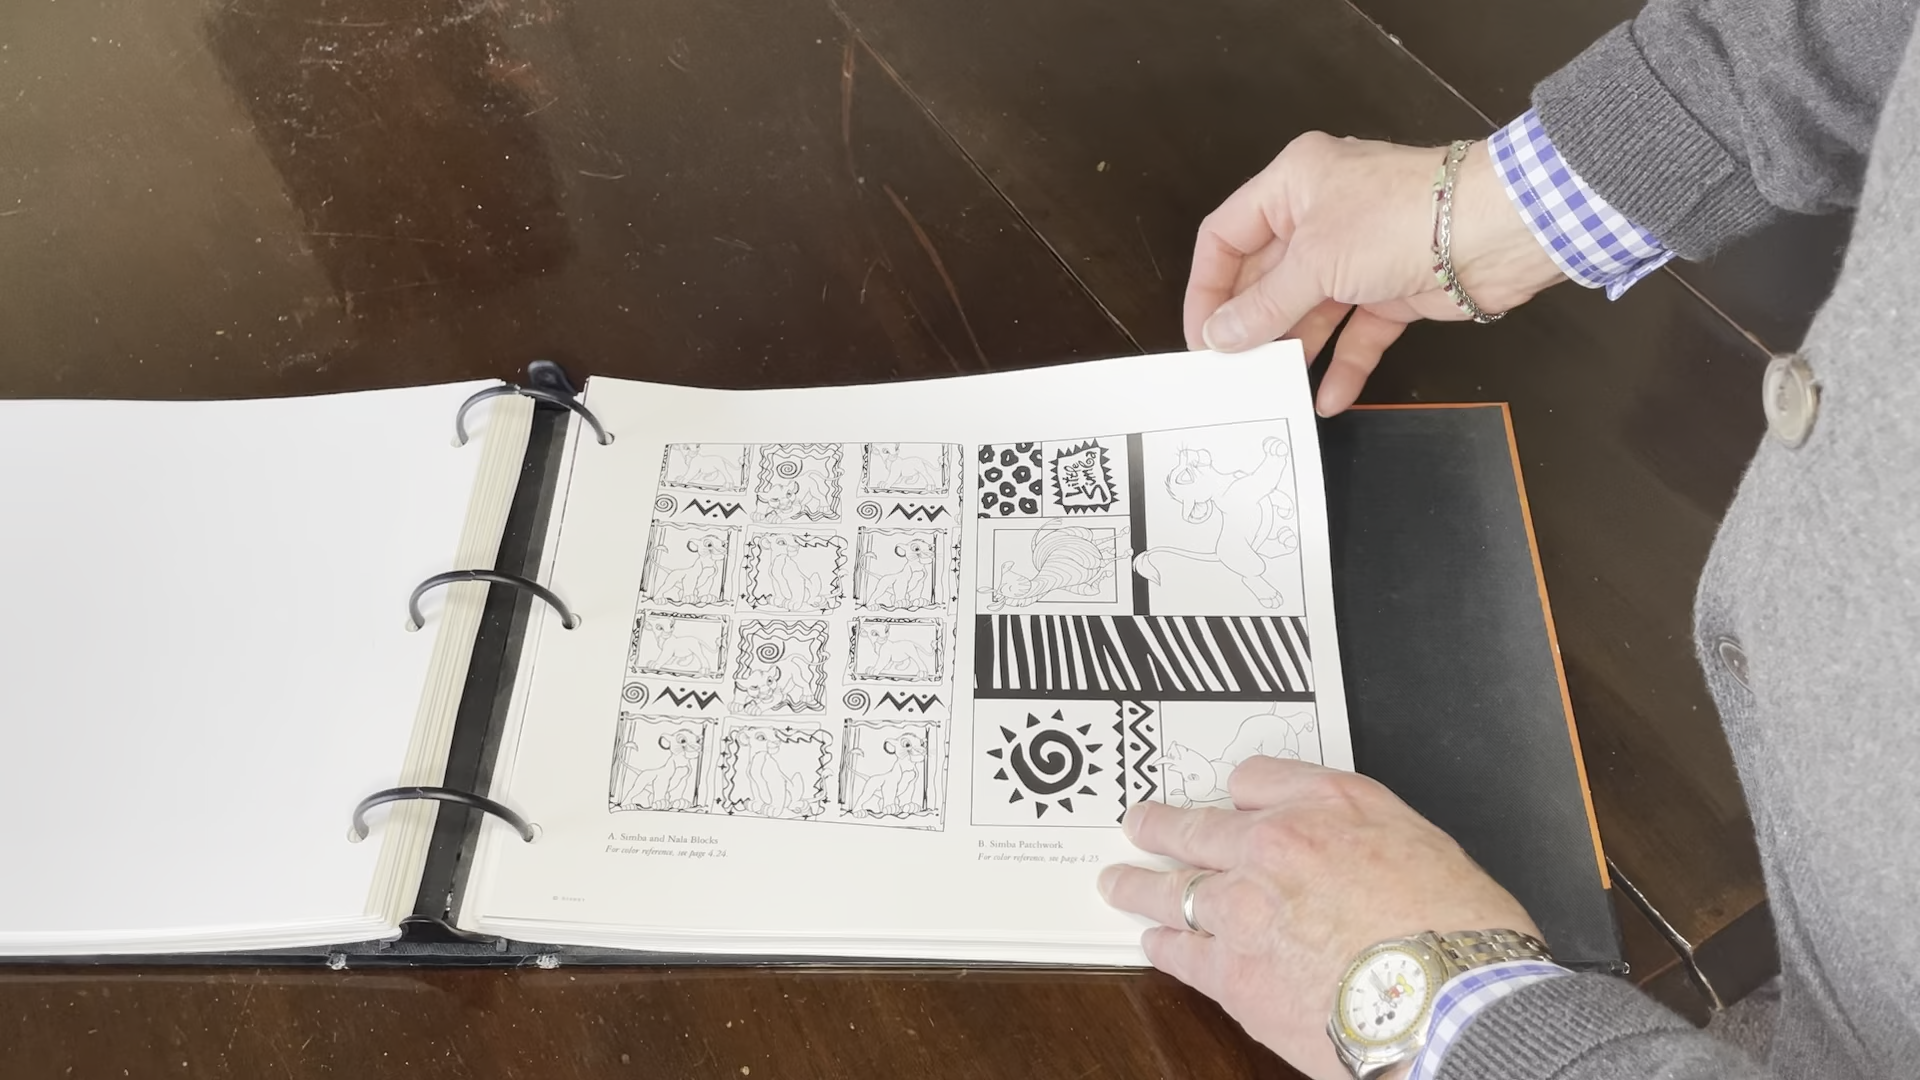 Little
Simba
A. Simba and Nala Blocks
For color reference, see page 4.24
B. Simba Patchwork
For color reference, see page 4.25